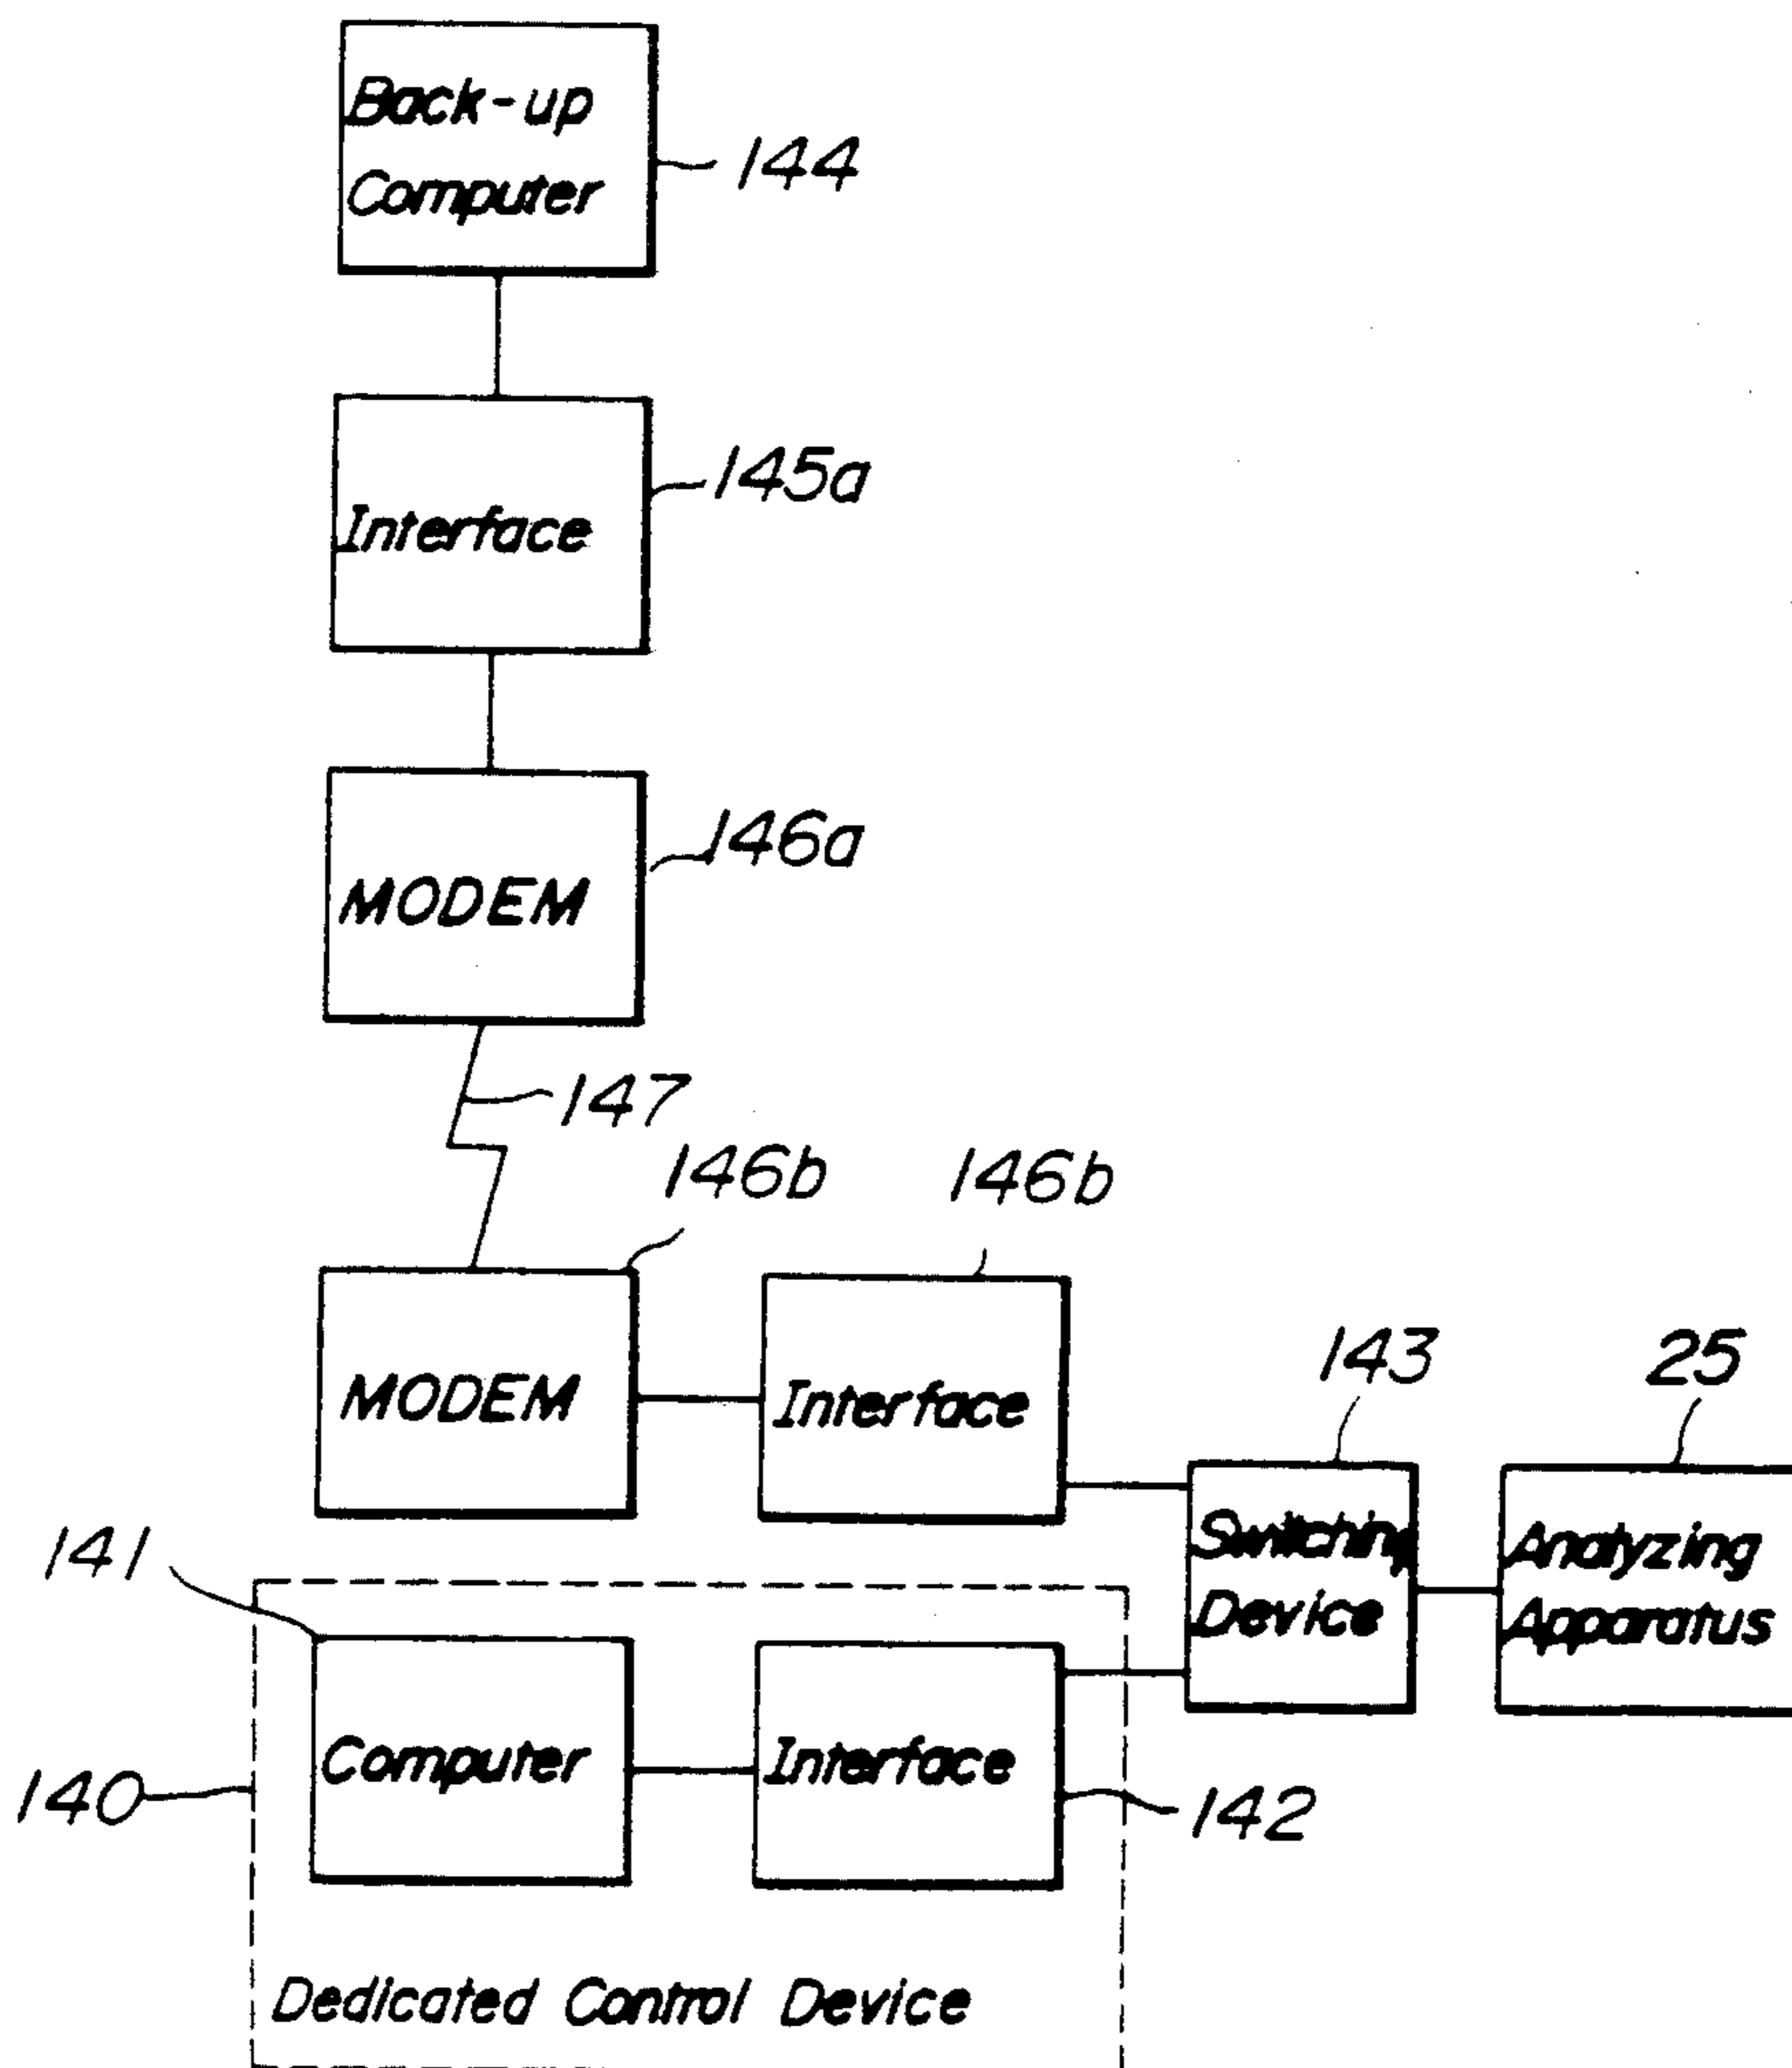 Back-up
Computer
144
Interface
145a
MODEM
146a
147
146b
146b
MODEM
Interface
143
25
Switching
Device
Analyzing
Apparatus
141
Computer
Interface
140
142
Dedicated Control Device